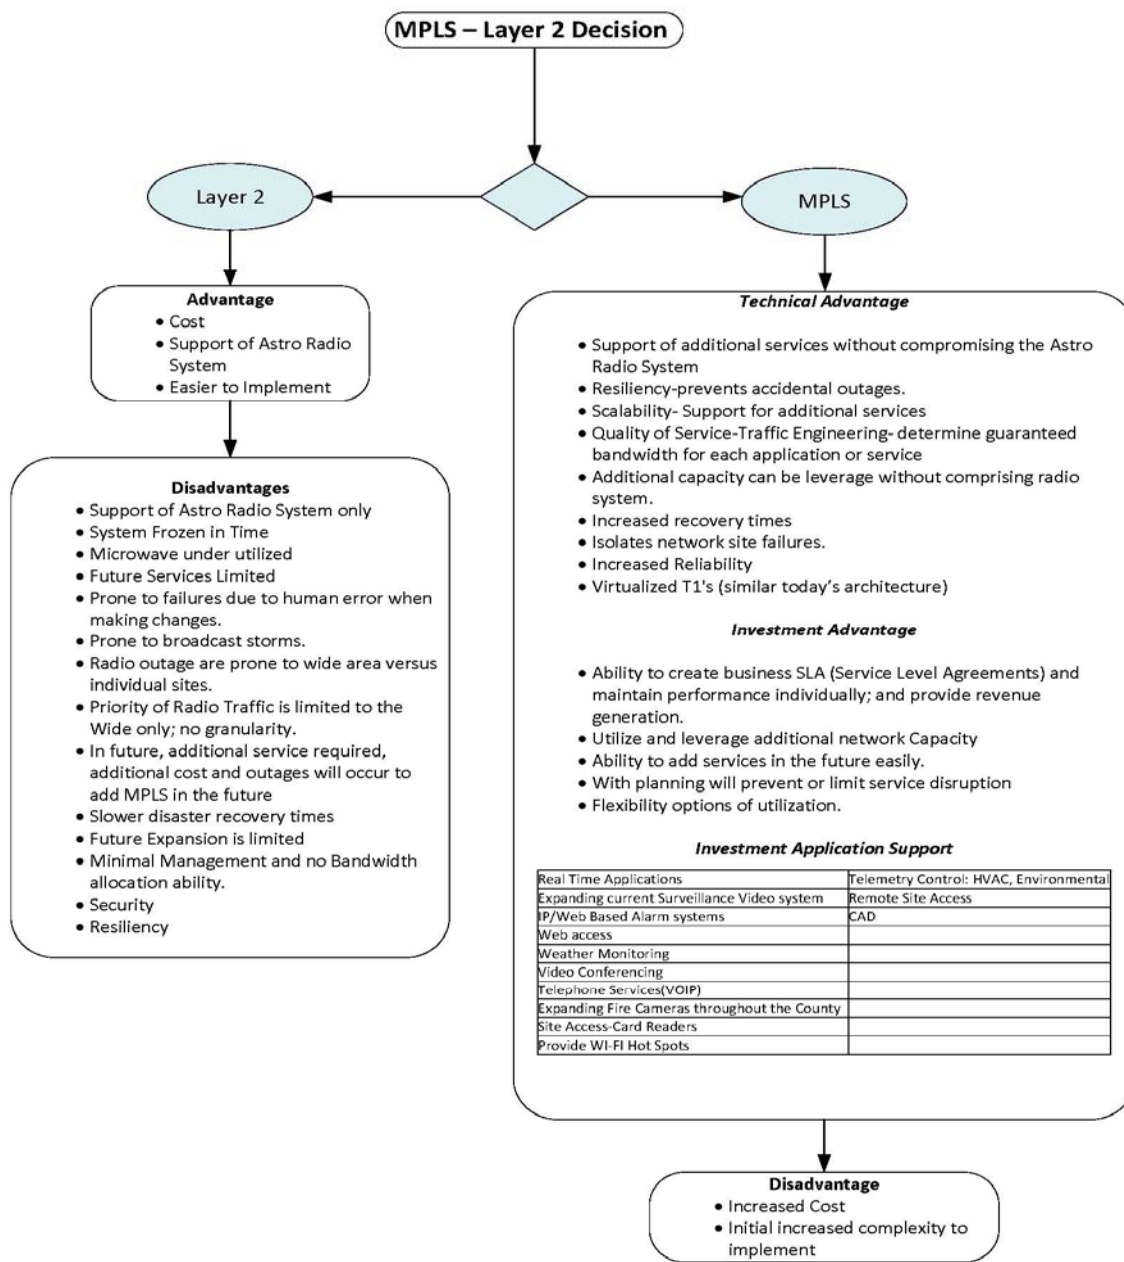 MPLS – Layer 2 Decision
Layer 2
MPLS
Advantage
• Cost
• Support of Astro Radio
System
• Easier to Implement
Disadvantages
• Support of Astro Radio System only
• System Frozen in Time
• Microwave under utilized
• Future Services Limited
• Prone to failures due to human error when
making changes.
• Prone to broadcast storms.
• Radio outage are prone to wide area versus
individual sites.
• Priority of Radio Traffic is limited to the
Wide only; no granularity.
• In future, additional service required,
additional cost and outages will occur to
add MPLS in the future
• Slower disaster recovery times
• Future Expansion is limited
• Minimal Management and no Bandwidth
allocation ability.
• Security
• Resiliency
Technical Advantage
• Support of additional services without compromising the Astro
Radio System
• Resiliency-prevents accidental outages.
• Scalability- Support for additional services
• Quality of Service-Traffic Engineering- determine guaranteed
bandwidth for each application or service
• Additional capacity can be leverage without comprising radio
system.
• Increased recovery times
• Isolates network site failures.
• Increased Reliability
• Virtualized T1's (similar today's architecture)
Investment Advantage
• Ability to create business SLA (Service Level Agreements) and
maintain performance individually; and provide revenue
generation.
• Utilize and leverage additional network Capacity
• Ability to add services in the future easily.
• With planning will prevent or limit service disruption
• Flexibility options of utilization.
Investment Application Support
Real Time Applications Telemetry Control: HVAC, Environmental
Expanding current Surveillance Video system Remote Site Access
IP/Web Based Alarm systems CAD
Web access
Weather Monitoring
Video Conferencing
Telephone Services(VOIP)
Expanding Fire Cameras throughout the County
Site Access-Card Readers
Provide WI-FI Hot Spots
Disadvantage
• Increased Cost
• Initial increased complexity to
implement